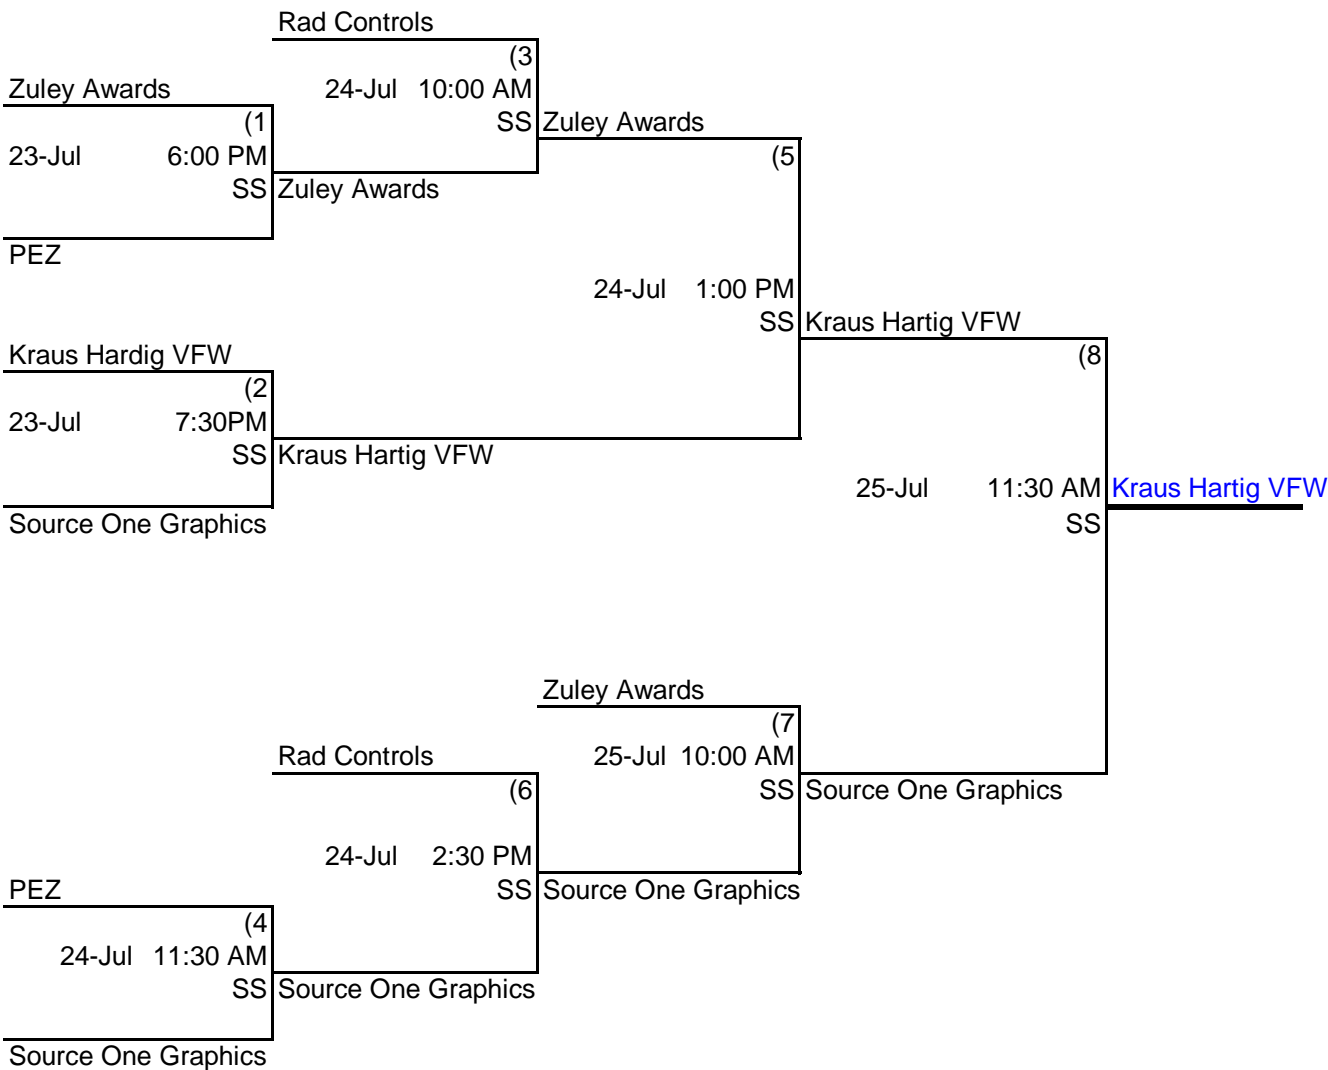 Rad Controls
(3
Zuley Awards 24-Jul 10:00 AM
(1 SS Zuley Awards
23-Jul 6:00 PM (5
SS Zuley Awards
PEZ
24-Jul 1:00 PM
SS Kraus Hartig VFW
Kraus Hardig VFW (8
(2
23-Jul 7:30PM
SS Kraus Hartig VFW
25-Jul 11:30 AM Kraus Hartig VFW
Source One Graphics SS
Zuley Awards
(7
Rad Controls 25-Jul 10:00 AM
(6 SS Source One Graphics
24-Jul 2:30 PM
PEZ SS Source One Graphics
(4
24-Jul 11:30 AM
SS Source One Graphics
Source One Graphics